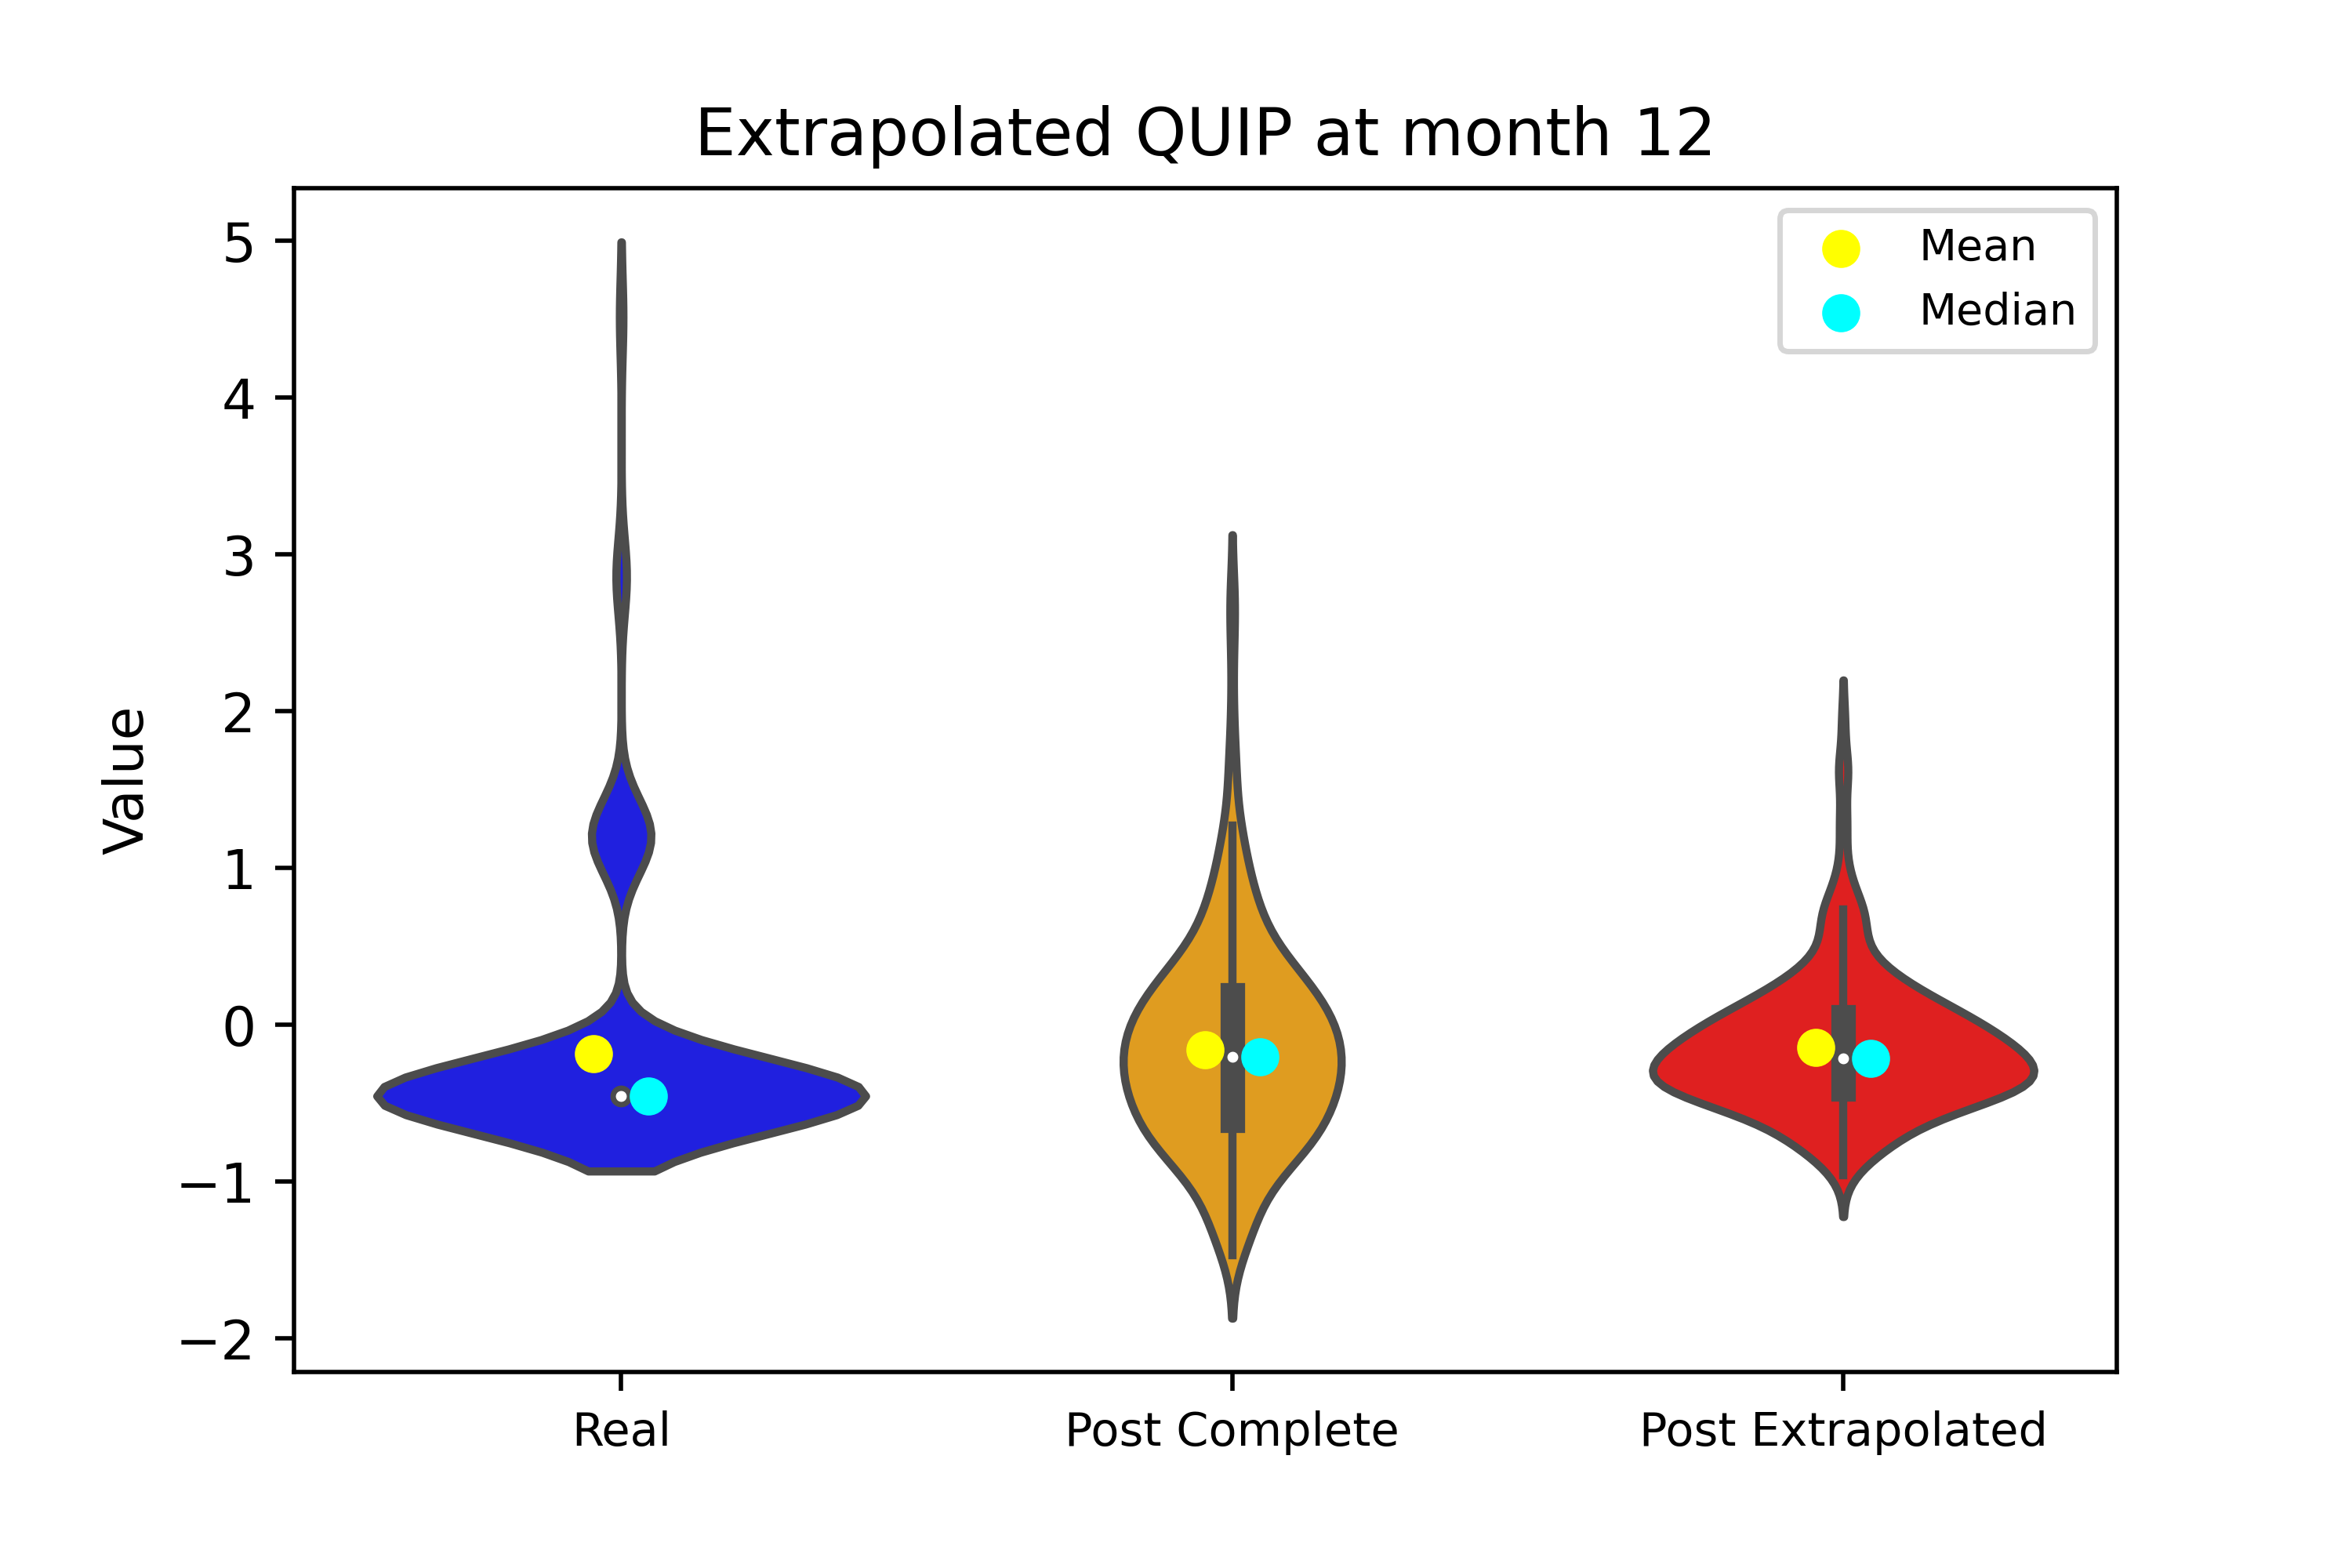 Extrapolated QUIP at month 12
Mean
Median
5
4
3
2
1
0
−1
−2
Value
Real
Post Complete
Post Extrapolated